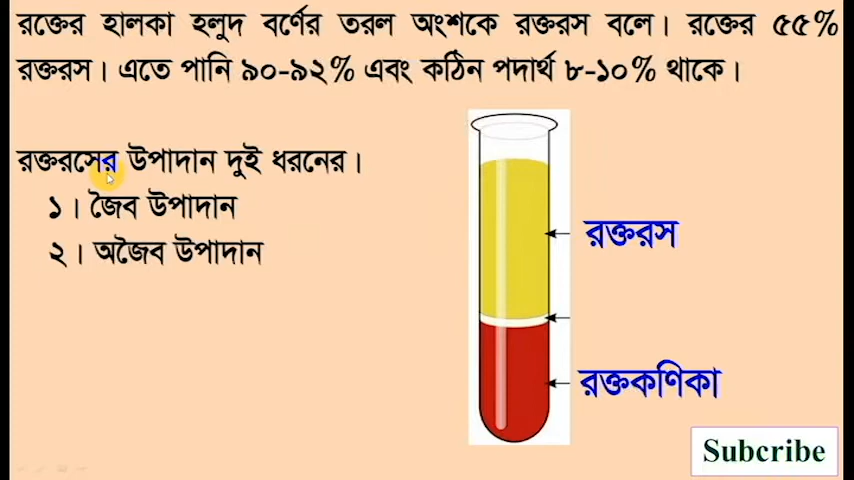 রক্তের হালকা হলুদ বর্ণের তরল অংশকে রক্তরস বলে। রক্তের ৫৫%
রক্তরস। এতে পানি ৯০-৯২% এবং কঠিন পদার্থ ৮-১০% থাকে।
রক্তরসের উপাদান দুই ধরনের।
১। জৈব উপাদান
২। অজৈব উপাদান
রক্তরস
রক্তকণিকা
Subcribe